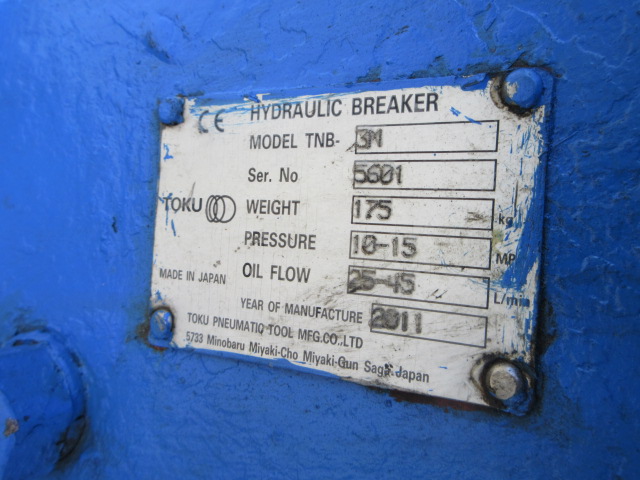 CE HYDRAULIC BREAKER
MODEL TNB- 3M
Ser. No 5601
TOKU WEIGHT 175 kg
PRESSURE 10-15 MP
MADE IN JAPAN OIL FLOW 25-45 L/min
YEAR OF MANUFACTURE 2011
TOKU PNEUMATIC TOOL MFG.CO.,LTD
5733 Minobaru Miyaki-Cho Miyaki-Gun Saga Japan